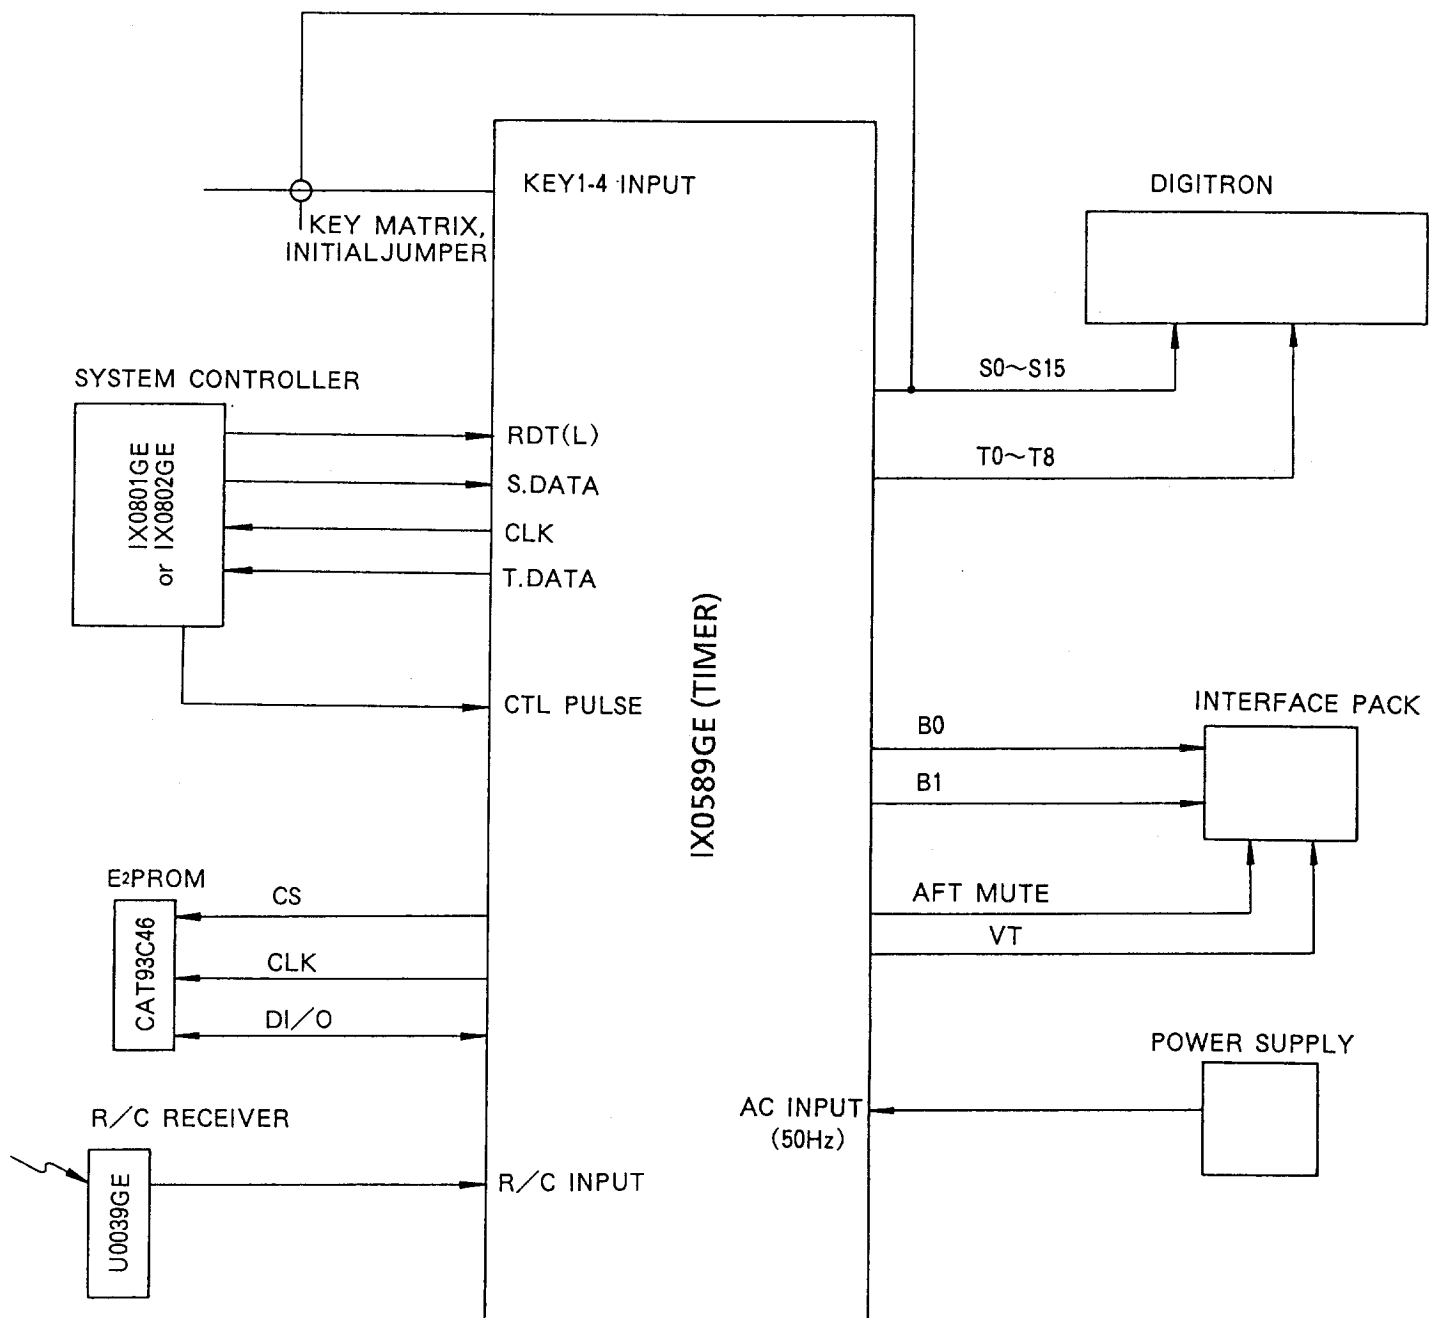 KEY1-4 INPUT
KEY MATRIX,
INITIALJUMPER
DIGITRON
S0~S15
T0~T8
SYSTEM CONTROLLER
IX0801GE
or IX0802GE
RDT(L)
S.DATA
CLK
T.DATA
CTL PULSE
IX0589GE (TIMER)
INTERFACE PACK
B0
B1
AFT MUTE
VT
E2PROM
CAT93C46
CS
CLK
DI/O
POWER SUPPLY
AC INPUT
(50Hz)
R/C RECEIVER
U0039GE
R/C INPUT